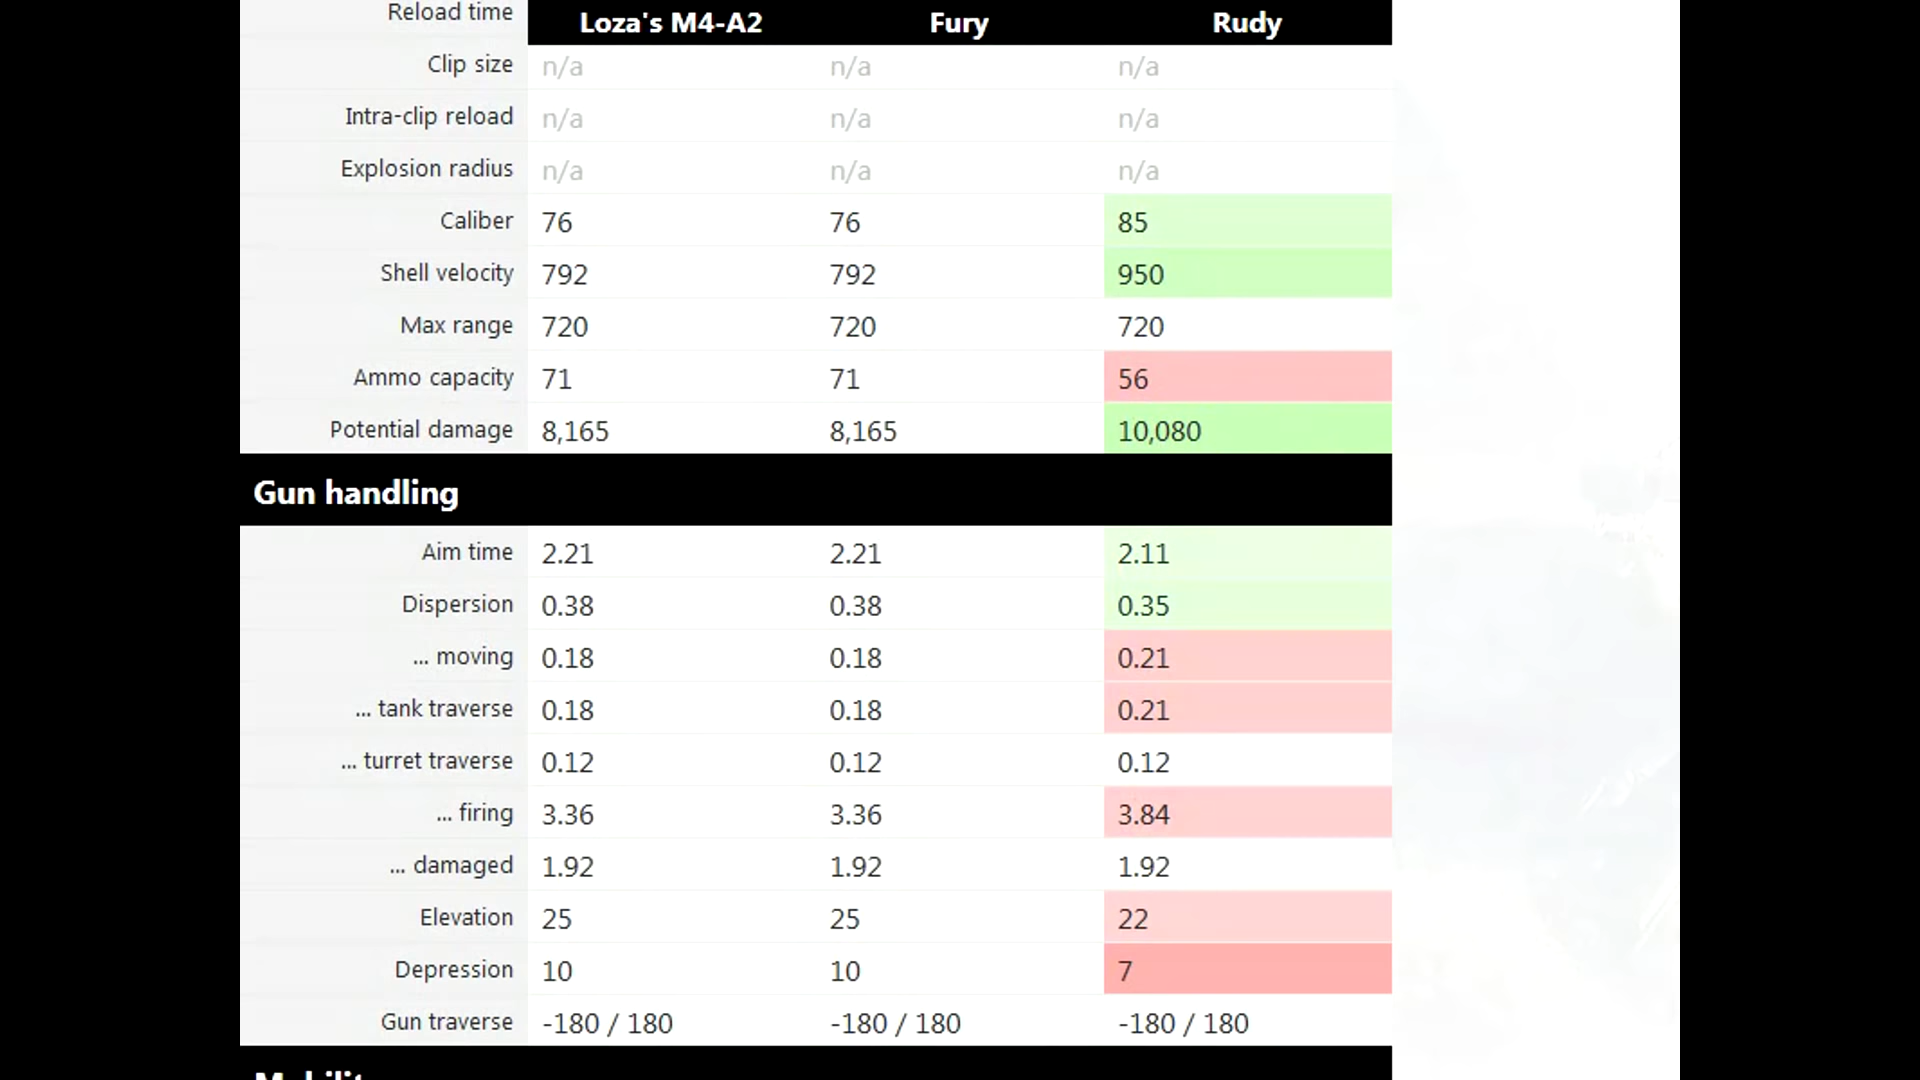 Reload time Loza's M4-A2 Fury Rudy
Clip size n/a n/a n/a
Intra-clip reload n/a n/a n/a
Explosion radius n/a n/a n/a
Caliber 76 76 85
Shell velocity 792 792 950
Max range 720 720 720
Ammo capacity 71 71 56
Potential damage 8,165 8,165 10,080
Gun handling
Aim time 2.21 2.21 2.11
Dispersion 0.38 0.38 0.35
... moving 0.18 0.18 0.21
... tank traverse 0.18 0.18 0.21
... turret traverse 0.12 0.12 0.12
... firing 3.36 3.36 3.84
... damaged 1.92 1.92 1.92
Elevation 25 25 22
Depression 10 10 7
Gun traverse -180 / 180 -180 / 180 -180 / 180